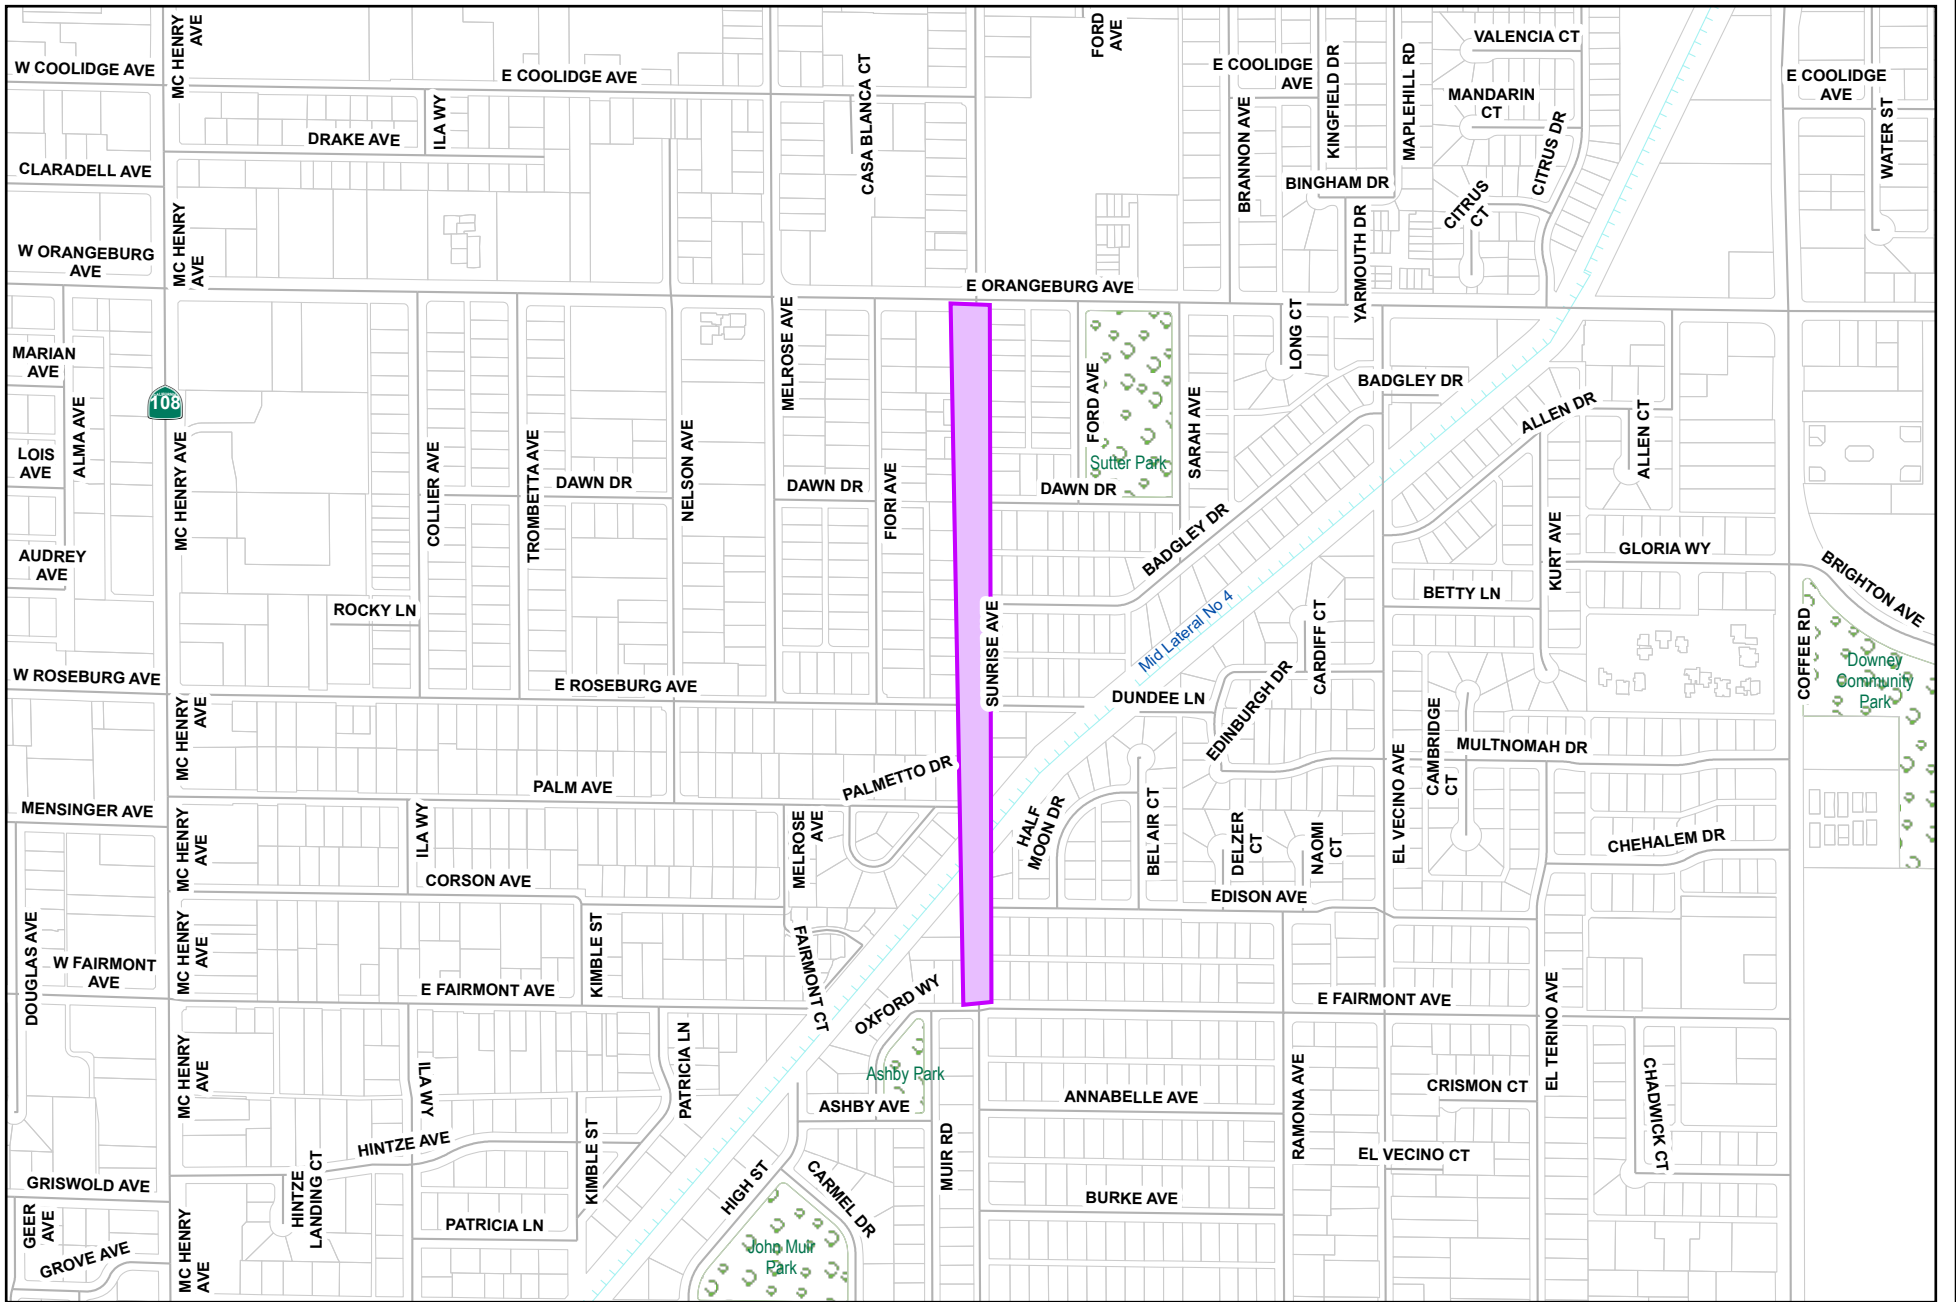 MC HENRY
AVE
FORD
AVE
VALENCIA CT
W COOLIDGE AVE
E COOLIDGE AVE
E COOLIDGE
AVE
E COOLIDGE
AVE
CASA BLANCA CT
KINGFIELD DR
MAPLEHILL RD
MANDARIN
CT
ILA WY
DRAKE AVE
BRANNON AVE
CITRUS DR
WATER ST
CLARADELL AVE
BINGHAM DR
CITRUS
CT
MC HENRY
AVE
YARMOUTH DR
W ORANGEBURG
AVE
E ORANGEBURG AVE
MELROSE AVE
LONG CT
MARIAN
AVE
108
ALMA AVE
FORD AVE
SARAH AVE
BADGLEY DR
ALLEN DR
ALLEN CT
MC HENRY AVE
COLLIER AVE
TROMBETTA AVE
NELSON AVE
FIORI AVE
LOIS
AVE
Sutter Park
DAWN DR
DAWN DR
DAWN DR
BADGLEY DR
KURT AVE
GLORIA WY
AUDREY
AVE
BRIGHTON AVE
ROCKY LN
SUNRISE AVE
Mid Lateral No 4
CARDIFF CT
BETTY LN
COFFEE RD
Downey
Community
Park
W ROSEBURG AVE
E ROSEBURG AVE
DUNDEE LN
EDINBURGH DR
MC HENRY
AVE
CAMBRIDGE
CT
MULTNOMAH DR
EL VECINO AVE
PALMETTO DR
PALM AVE
MENSINGER AVE
MC HENRY
AVE
ILA WY
MELROSE
AVE
HALF
MOON DR
BEL AIR CT
DELZER
CT
NAOMI
CT
CHEHALEM DR
CORSON AVE
EDISON AVE
DOUGLAS AVE
MC HENRY
AVE
KIMBLE ST
FAIRMONT CT
W FAIRMONT
AVE
E FAIRMONT AVE
OXFORD WY
E FAIRMONT AVE
EL TERINO AVE
PATRICIA LN
MC HENRY
AVE
ILA WY
Ashby Park
RAMONA AVE
CRISMON CT
CHADWICK CT
ASHBY AVE
ANNABELLE AVE
HINTZE AVE
KIMBLE ST
MUIR RD
EL VECINO CT
GRISWOLD AVE
HINTZE
LANDING CT
HIGH ST
CARMEL DR
BURKE AVE
GEER
AVE
MC HENRY
AVE
PATRICIA LN
GROVE AVE
John Muir
Park